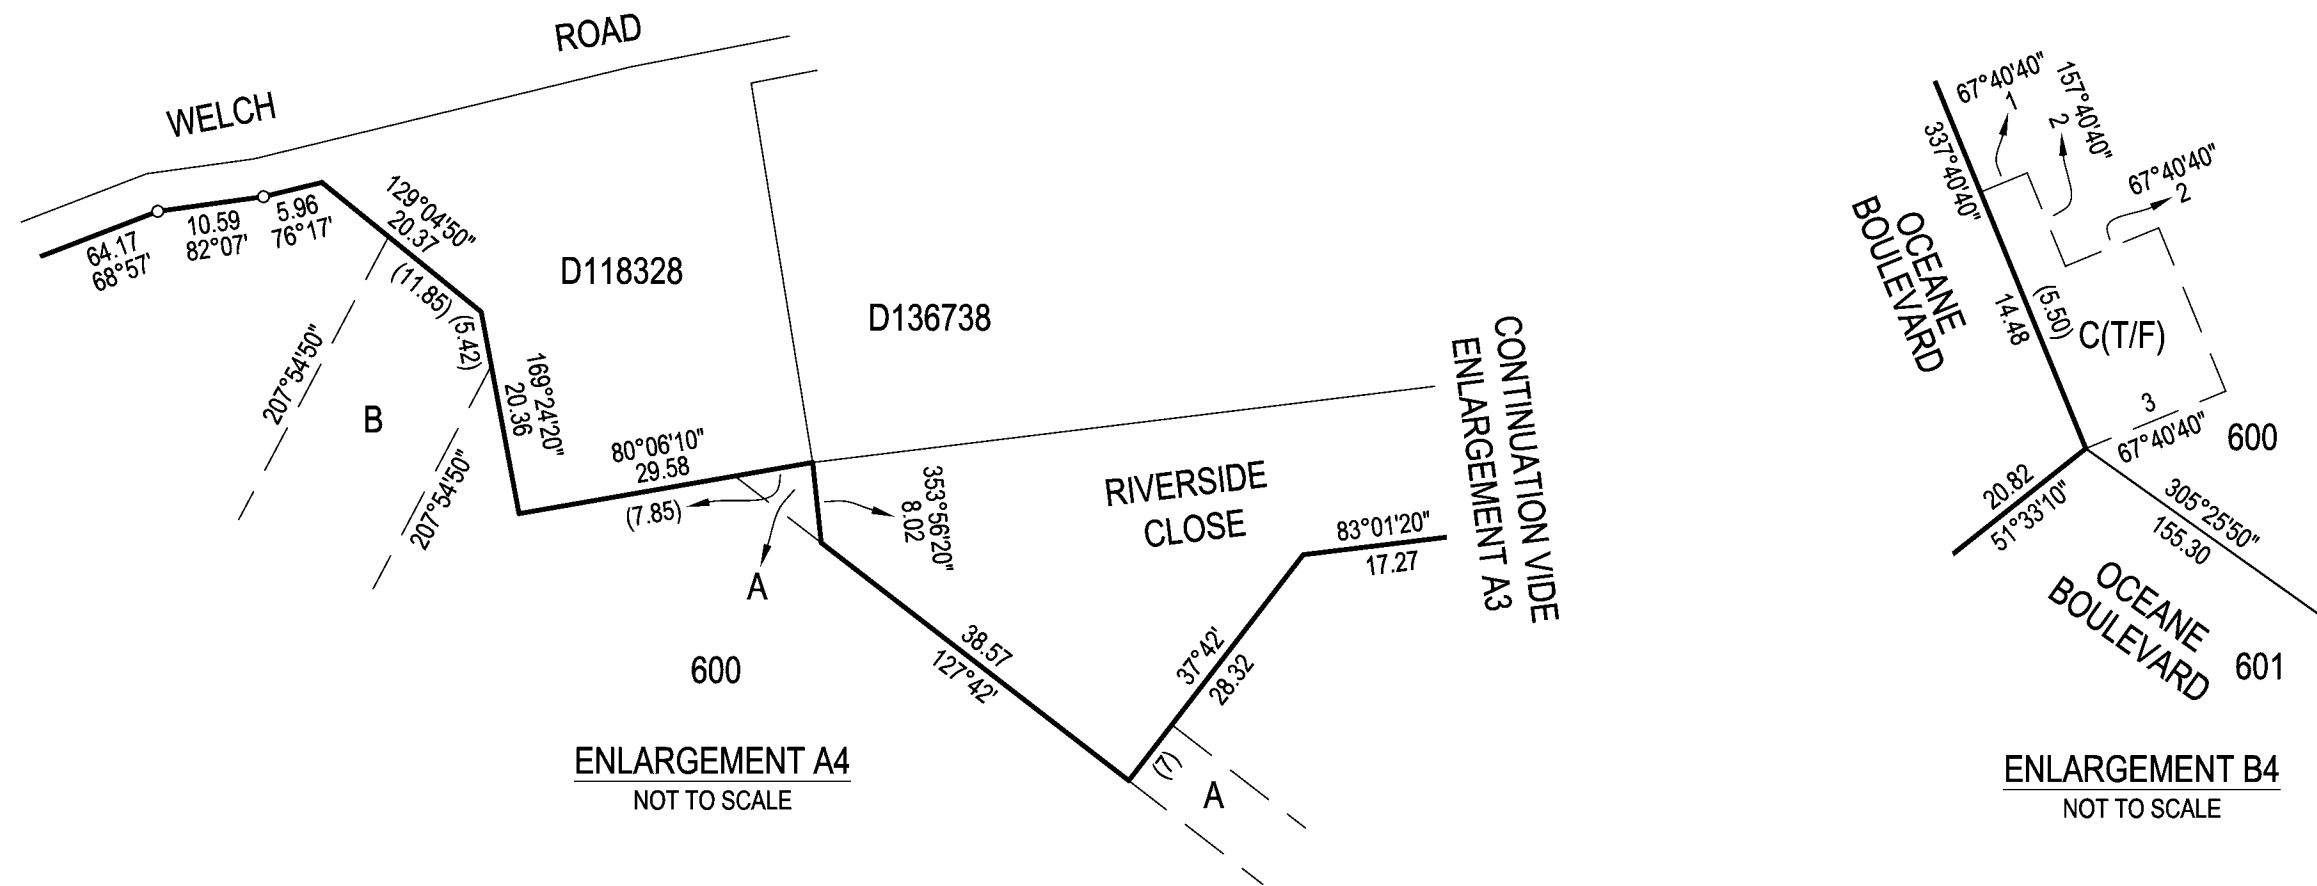 ROAD
WELCH
64.17
68°57'
10.59
82°07'
5.96
76°17'
129°04'50"
20.37
(11.85)
(5.42)
207°54'50"
B
207°54'50"
169°24'20"
20.36
D118328
D136738
80°06'10"
29.58
(7.85)
A
353°56'20"
8.02
RIVERSIDE
CLOSE
83°01'20"
17.27
CONTINUATION VIDE
ENLARGEMENT A3
38.57
127°42'
37°42'
28.32
(7)
A
600
ENLARGEMENT A4
NOT TO SCALE
67°40'40"
1
157°40'40"
2
67°40'40"
2
337°40'40"
OCEANE
BOULEVARD
14.48
(5.50)
C(T/F)
3
67°40'40"
600
20.82
51°33'10"
305°25'50"
155.30
OCEANE
BOULEVARD
601
ENLARGEMENT B4
NOT TO SCALE